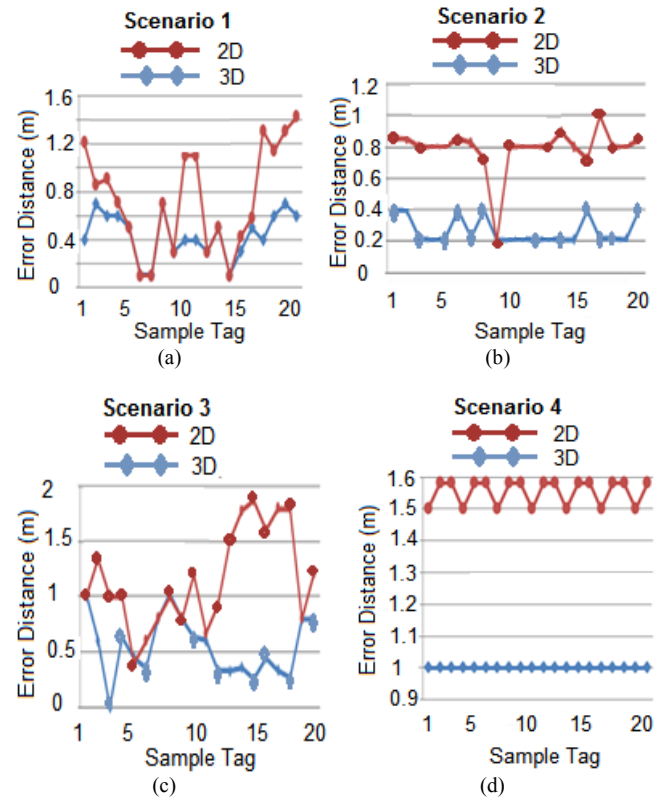 Scenario 1
2D
3D
Error Distance (m)
1.6
1.2
0.8
0.4
0
1 5 10 15 20
Sample Tag
(a)
Scenario 2
2D
3D
Error Distance (m)
1.2
1
0.8
0.6
0.4
0.2
0
1 5 10 15 20
Sample Tag
(b)
Scenario 3
2D
3D
Error Distance (m)
2
1.5
1
0.5
0
1 5 10 15 20
Sample Tag
(c)
Scenario 4
2D
3D
Error Distance (m)
1.6
1.5
1.4
1.3
1.2
1.1
1
0.9
1 5 10 15 20
Sample Tag
(d)